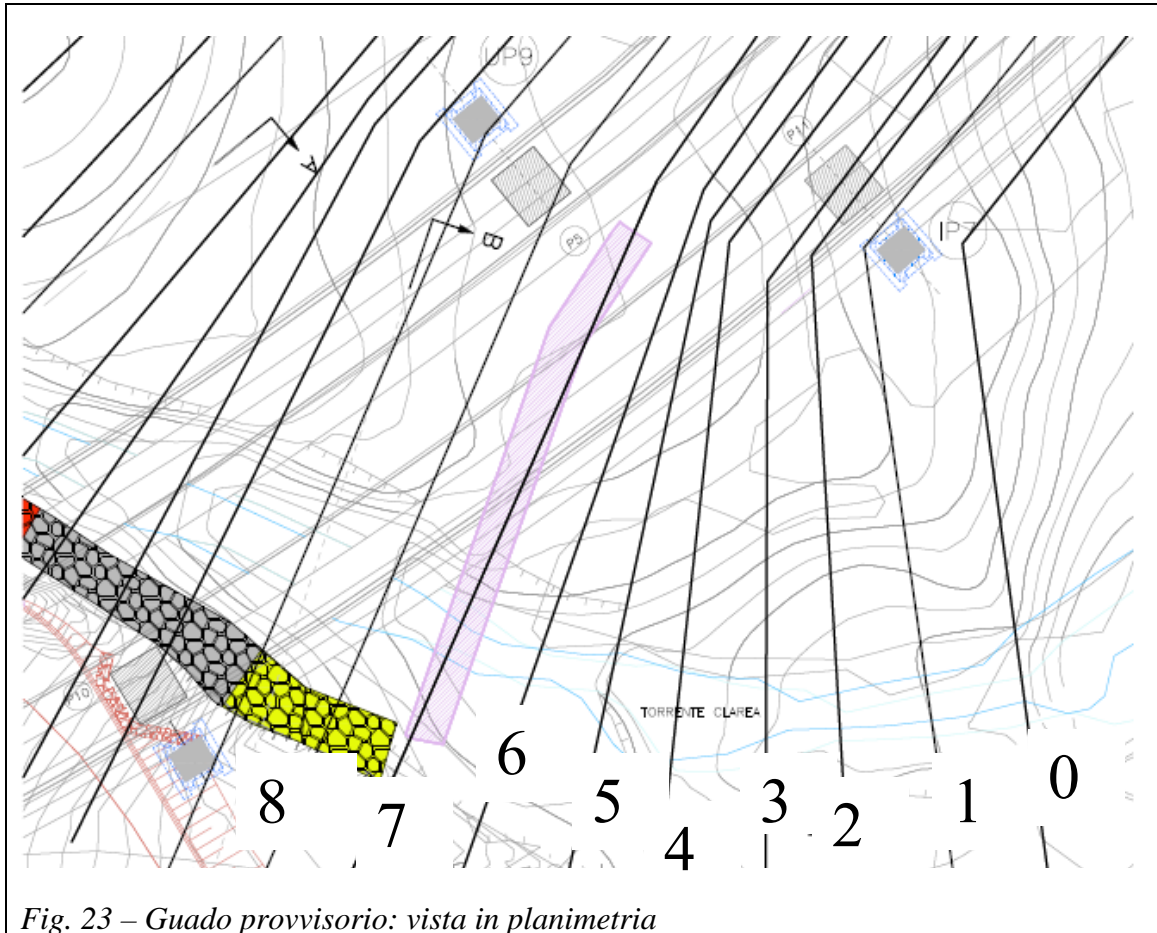 UP9
P11
A
IP7
B
P5
P10
TORRENTE CLAREA
6
0
8
5
3
1
7
2
4
Fig. 23 – Guado provvisorio: vista in planimetria